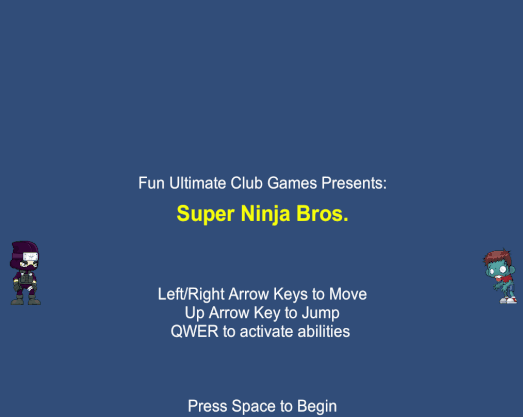 Fun Ultimate Club Games Presents:
Super Ninja Bros.
Left/Right Arrow Keys to Move
Up Arrow Key to Jump
QWER to activate abilities
Press Space to Begin